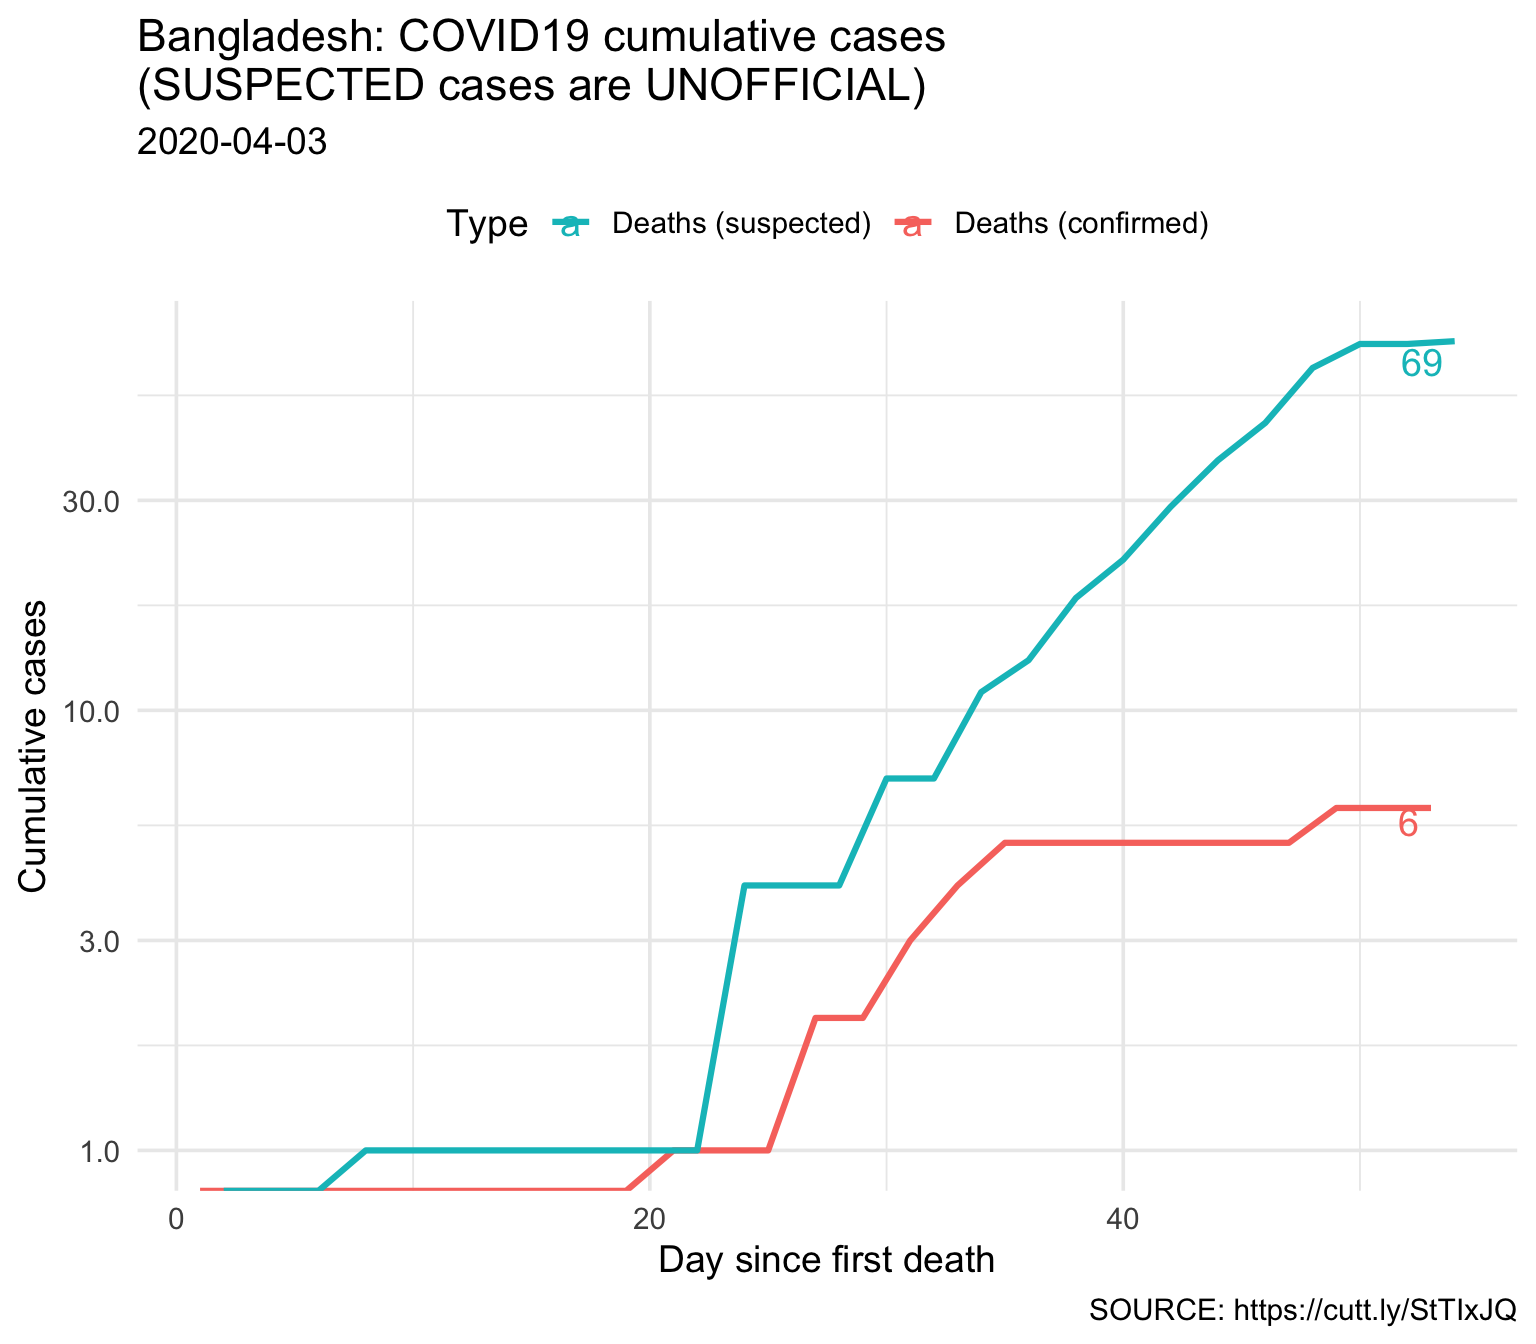 Bangladesh: COVID19 cumulative cases
(SUSPECTED cases are UNOFFICIAL)
2020-04-03
Type a Deaths (suspected) a Deaths (confirmed)
69
30.0
10.0
6
3.0
1.0
Cumulative cases
0 20 40
Day since first death
SOURCE: https://cutt.ly/StTIxJQ